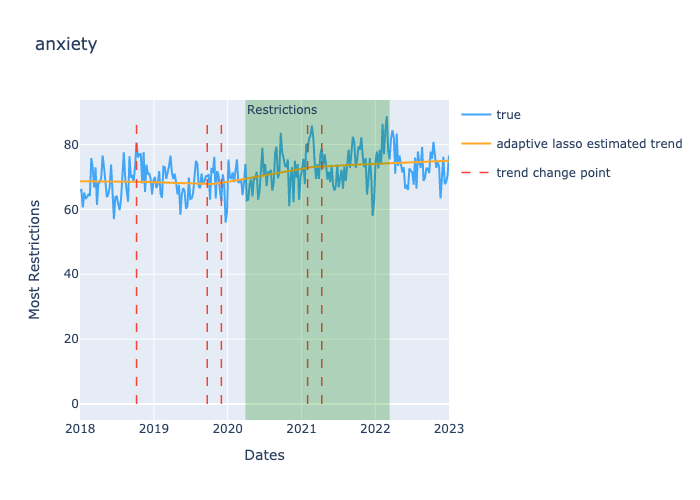 anxiety
Restrictions
true
adaptive lasso estimated trend
trend change point
Most Restrictions
80
60
40
20
0
2018
2019
2020
2021
2022
2023
Dates